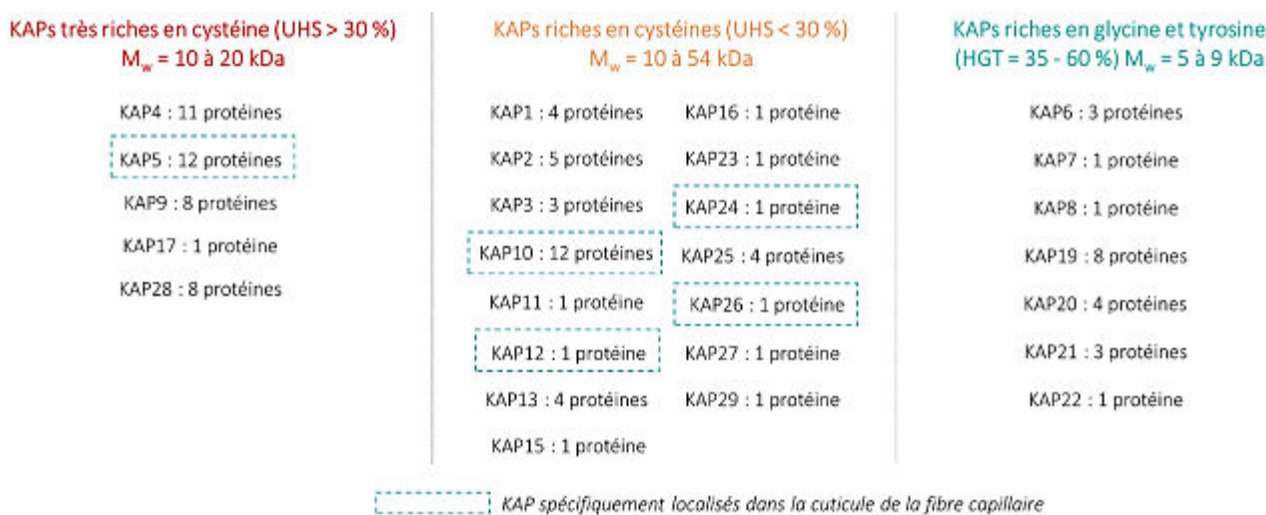 KAPs très riches en cystéine (UHS > 30 %)
M_w = 10 à 20 kDa
KAP4 : 11 protéines
KAP5 : 12 protéines
KAP9 : 8 protéines
KAP17 : 1 protéine
KAP28 : 8 protéines
KAPs riches en cystéines (UHS < 30 %)
M_w = 10 à 54 kDa
KAP1 : 4 protéines
KAP2 : 5 protéines
KAP3 : 3 protéines
KAP10 : 12 protéines
KAP11 : 1 protéine
KAP12 : 1 protéine
KAP13 : 4 protéines
KAP15 : 1 protéine
KAP16 : 1 protéine
KAP23 : 1 protéine
KAP24 : 1 protéine
KAP25 : 4 protéines
KAP26 : 1 protéine
KAP27 : 1 protéine
KAP29 : 1 protéine
KAPs riches en glycine et tyrosine
(HGT = 35 - 60 %) M_w = 5 à 9 kDa
KAP6 : 3 protéines
KAP7 : 1 protéine
KAP8 : 1 protéine
KAP19 : 8 protéines
KAP20 : 4 protéines
KAP21 : 3 protéines
KAP22 : 1 protéine
KAP spécifiquement localisés dans la cuticule de la fibre capillaire